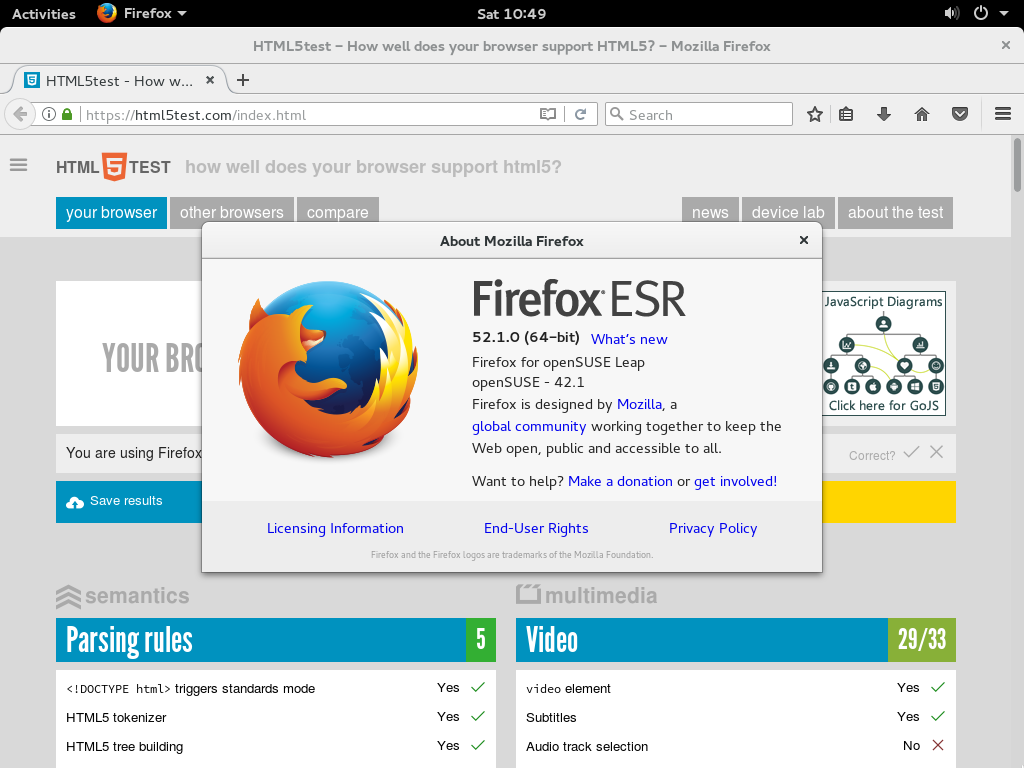 Activities Firefox Sat 10:49
HTML5test – How well does your browser support HTML5? – Mozilla Firefox
HTML5test - How w...
https://html5test.com/index.html Search
HTML 5 TEST how well does your browser support html5?
your browser other browsers compare news device lab about the test
About Mozilla Firefox
Firefox ESR
52.1.0 (64-bit) What's new
Firefox for openSUSE Leap
openSUSE - 42.1
Firefox is designed by Mozilla, a
global community working together to keep the
Web open, public and accessible to all.
Want to help? Make a donation or get involved!
Licensing Information End-User Rights Privacy Policy
Firefox and the Firefox logos are trademarks of the Mozilla Foundation.
YOUR BRO
JavaScript Diagrams
Click here for GoJS
You are using Firefox Correct?
Save results
semantics multimedia
Parsing rules 5 Video 29/33
<!DOCTYPE html> triggers standards mode Yes video element Yes
HTML5 tokenizer Yes Subtitles Yes
HTML5 tree building Yes Audio track selection No